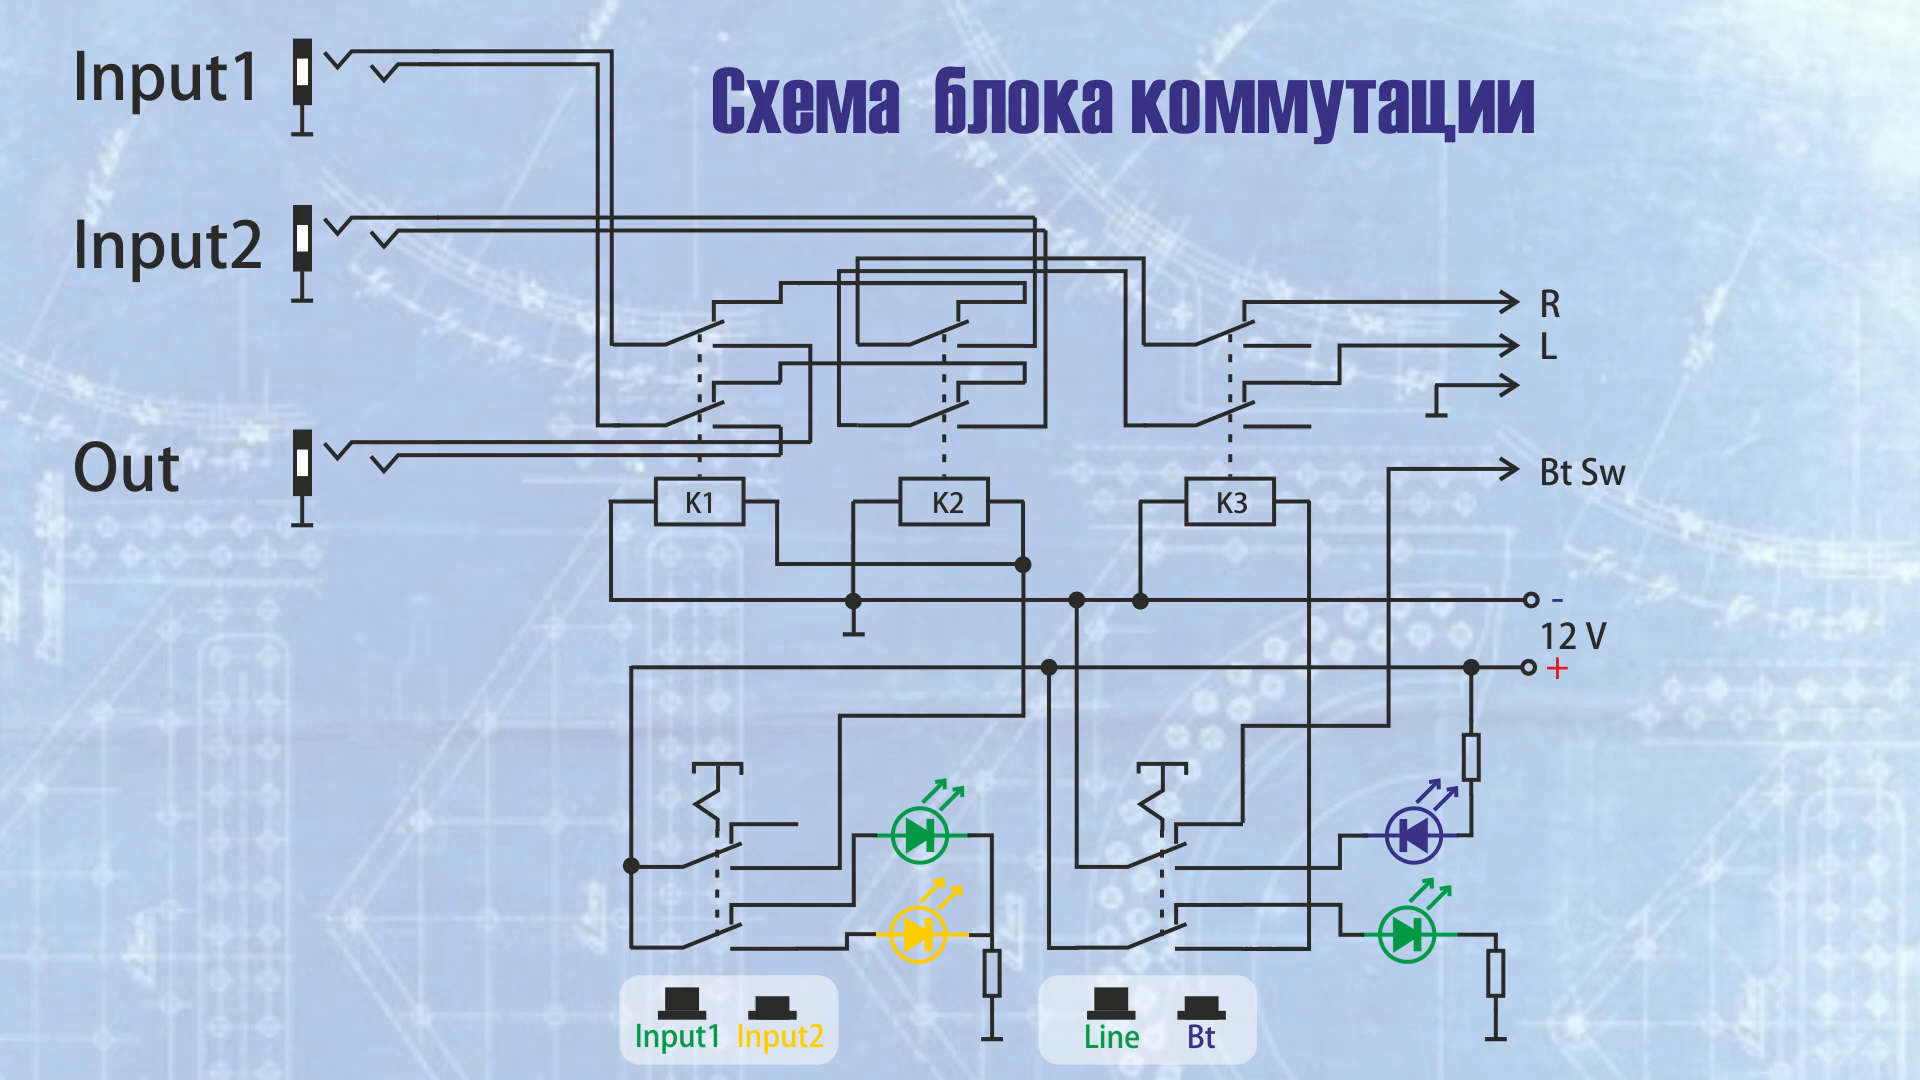 Схема блока коммутации
Input1
Input2
Out
R
L
Bt Sw
K1
K2
K3
-
12 V
+
Input1 Input2
Line Bt